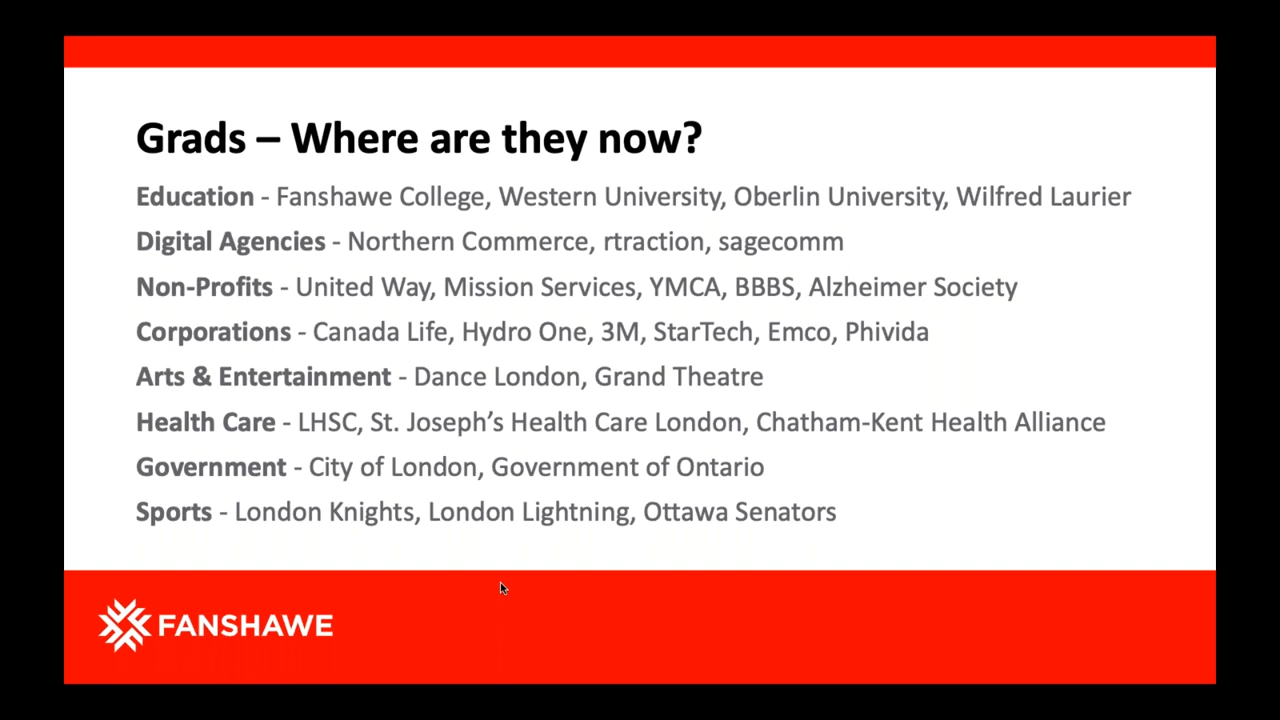 Grads – Where are they now?
Education - Fanshawe College, Western University, Oberlin University, Wilfred Laurier
Digital Agencies - Northern Commerce, rtraction, sagecomm
Non-Profits - United Way, Mission Services, YMCA, BBBS, Alzheimer Society
Corporations - Canada Life, Hydro One, 3M, StarTech, Emco, Phivida
Arts & Entertainment - Dance London, Grand Theatre
Health Care - LHSC, St. Joseph’s Health Care London, Chatham-Kent Health Alliance
Government - City of London, Government of Ontario
Sports - London Knights, London Lightning, Ottawa Senators
FANSHAWE